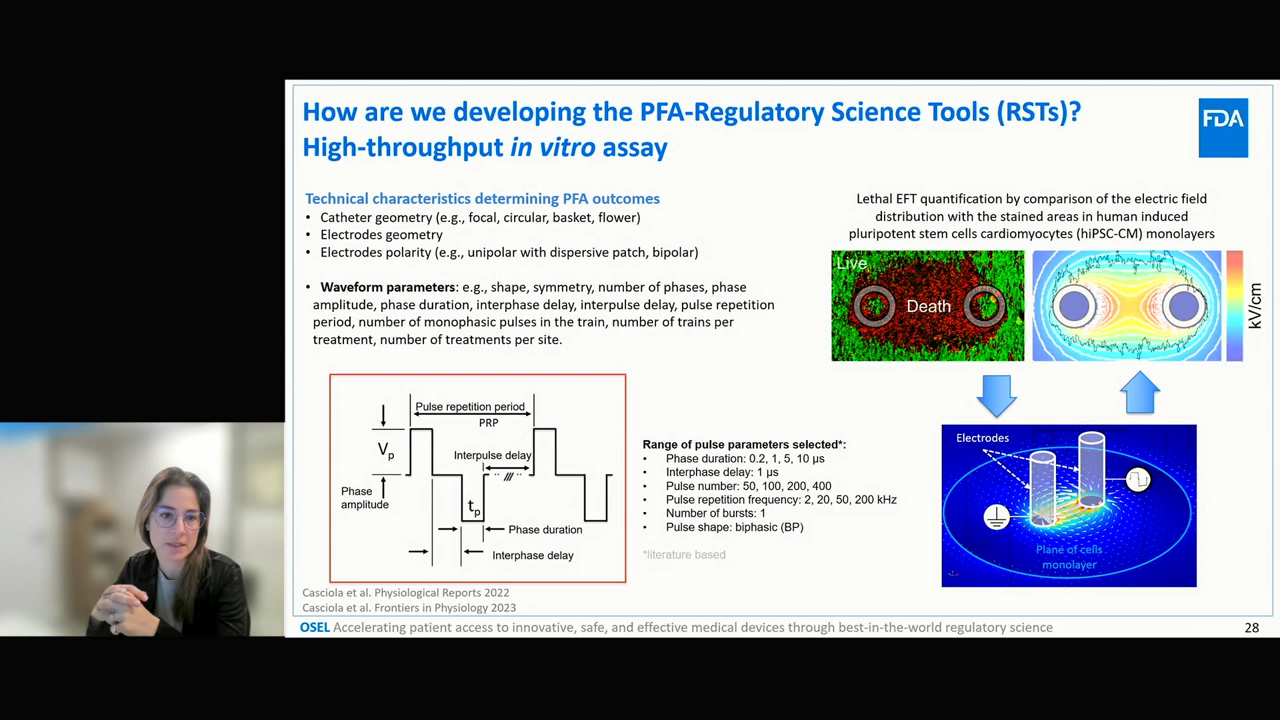 How are we developing the PFA-Regulatory Science Tools (RSTs)?
High-throughput in vitro assay
FDA
Technical characteristics determining PFA outcomes
• Catheter geometry (e.g., focal, circular, basket, flower)
• Electrodes geometry
• Electrodes polarity (e.g., unipolar with dispersive patch, bipolar)
• Waveform parameters: e.g., shape, symmetry, number of phases, phase
amplitude, phase duration, interphase delay, interpulse delay, pulse repetition
period, number of monophasic pulses in the train, number of trains per
treatment, number of treatments per site.
Lethal EFT quantification by comparison of the electric field
distribution with the stained areas in human induced
pluripotent stem cells cardiomyocytes (hiPSC-CM) monolayers
Live
Death
kV/cm
Pulse repetition period
PRP
Vp
Interpulse delay
Phase
amplitude
tp
Phase duration
Interphase delay
Range of pulse parameters selected*:
• Phase duration: 0.2, 1, 5, 10 µs
• Interphase delay: 1 µs
• Pulse number: 50, 100, 200, 400
• Pulse repetition frequency: 2, 20, 50, 200 kHz
• Number of bursts: 1
• Pulse shape: biphasic (BP)
*literature based
Electrodes
Plane of cells
monolayer
Casciola et al. Physiological Reports 2022
Casciola et al. Frontiers in Physiology 2023
OSEL Accelerating patient access to innovative, safe, and effective medical devices through best-in-the-world regulatory science
28